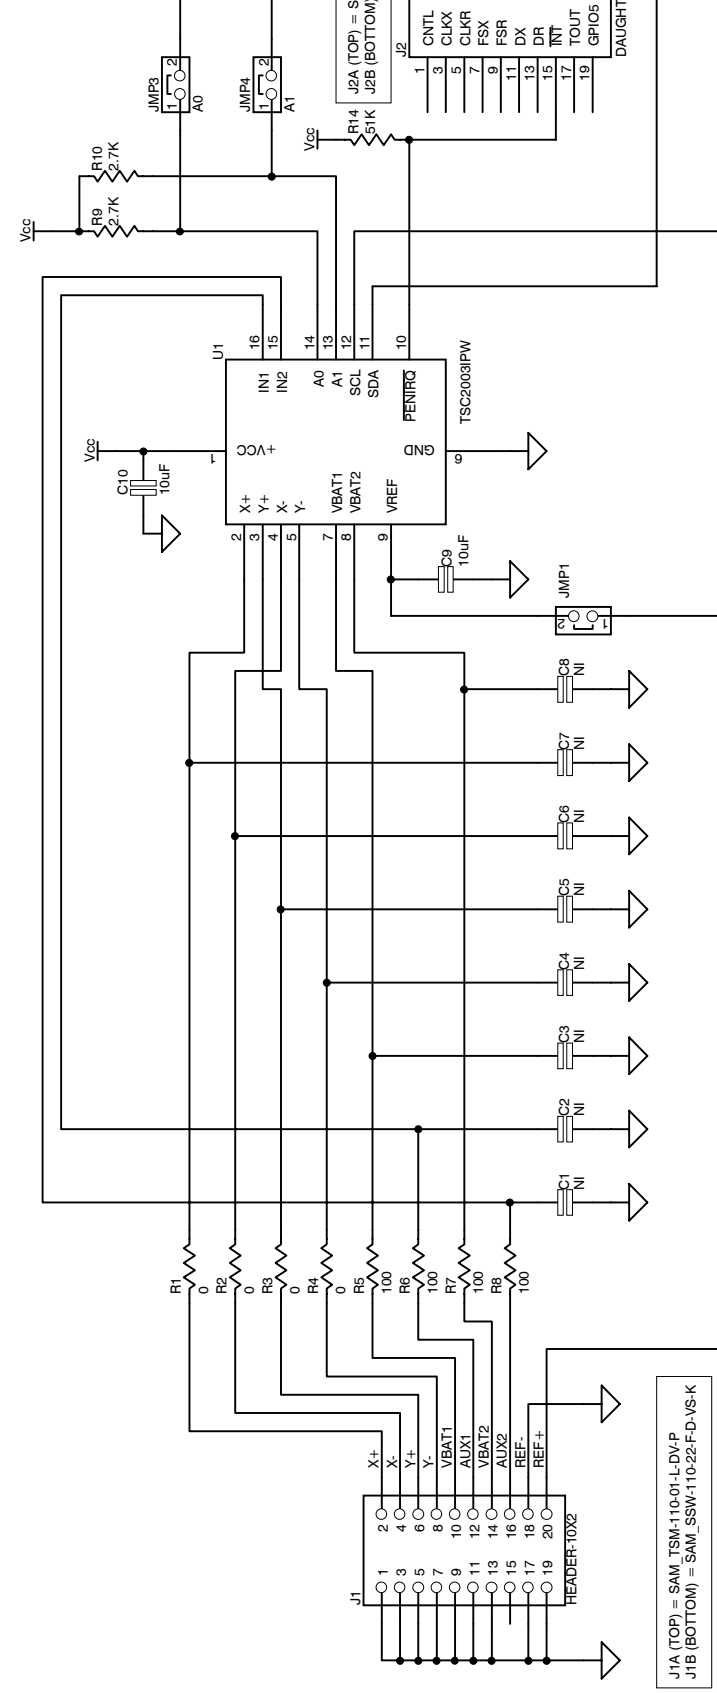 J2A (TOP) = S
J2B (BOTTOM)
J2
CNTL
CLKX
CLKR
FSX
FSR
DX
DR
INT
TOUT
GPIO5
DAUGHT
1
3
5
7
9
11
13
15
17
19
JMP3
1
2
A0
JMP4
1
2
A1
Vcc
R14
51K
R10
2.7K
R9
2.7K
Vcc
U1
16
15
14
13
12
11
10
IN1
IN2
A0
A1
SCL
SDA
PENIRQ
TSC2003IPW
Vcc
C10
10uF
1
+VCC
GND
6
X+
Y+
X-
Y-
VBAT1
VBAT2
VREF
2
3
4
5
7
8
9
C9
10uF
JMP1
2
1
C8
NI
C7
NI
C6
NI
C5
NI
C4
NI
C3
NI
C2
NI
C1
NI
R1
0
R2
0
R3
0
R4
0
R5
100
R6
100
R7
100
R8
100
X+
X-
Y+
Y-
VBAT1
AUX1
VBAT2
AUX2
REF-
REF+
J1
2
4
6
8
10
12
14
16
18
20
1
3
5
7
9
11
13
15
17
19
HEADER-10X2
J1A (TOP) = SAM_TSM-110-01-L-DV-P
J1B (BOTTOM) = SAM_SSW-110-22-F-D-VS-K